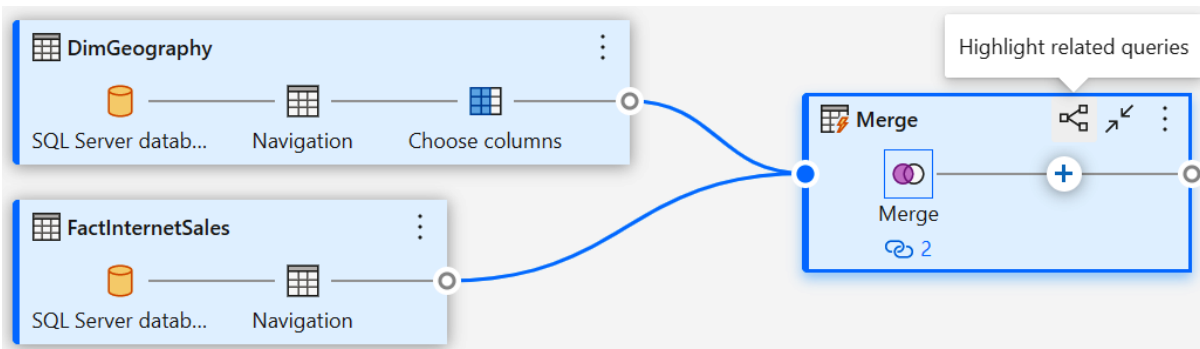 DimGeography
SQL Server datab...
Navigation
Choose columns
FactInternetSales
SQL Server datab...
Navigation
Highlight related queries
Merge
Merge
2